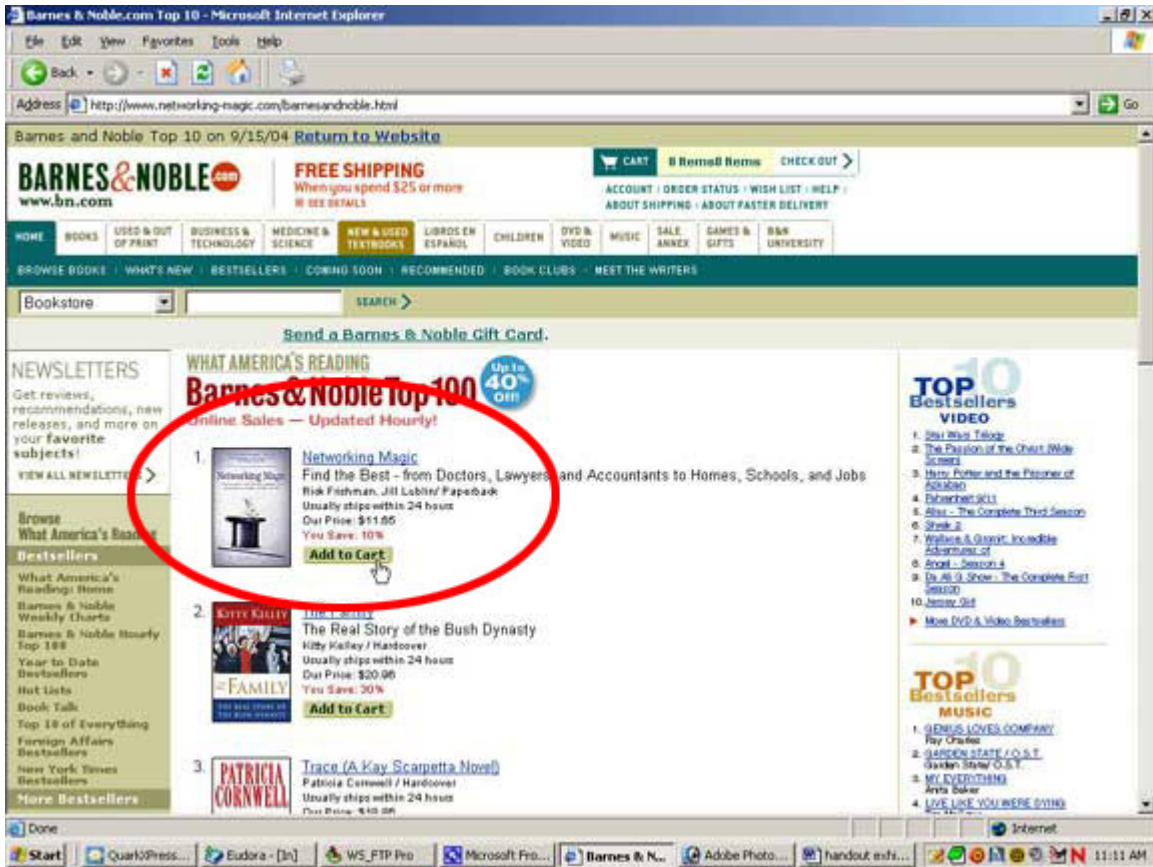 Barnes & Noble.com Top 10 - Microsoft Internet Explorer
File Edit View Favorites Tools Help
Back
Address http://www.networking-magic.com/barnesandnoble.html Go
Barnes and Noble Top 10 on 9/15/04 Return to Website
BARNES&NOBLE.com
www.bn.com
FREE SHIPPING
When you spend $25 or more
SEE DETAILS
CART 0 Items0 Items CHECK OUT
ACCOUNT ORDER STATUS WISH LIST HELP
ABOUT SHIPPING ABOUT FASTER DELIVERY
HOME
BOOKS
USED & OUT OF PRINT
BUSINESS & TECHNOLOGY
MEDICINE & SCIENCE
NEW & USED TEXTBOOKS
LIBROS EN ESPAÑOL
CHILDREN
DVD & VIDEO
MUSIC
SALE ANNEX
GAMES & GIFTS
B&N UNIVERSITY
BROWSE BOOKS WHAT'S NEW BESTSELLERS COMING SOON RECOMMENDED BOOK CLUBS MEET THE WRITERS
Bookstore SEARCH
Send a Barnes & Noble Gift Card.
NEWSLETTERS
Get reviews,
recommendations, new
releases, and more on
your favorite
subjects!
VIEW ALL NEWSLETTERS
Browse
What America's Reading
Bestsellers
What America's
Reading: Home
Barnes & Noble
Weekly Charts
Barnes & Noble Hourly
Top 100
Year to Date
Bestsellers
Hot Lists
Book Talk
Top 10 of Everything
Foreign Affairs
Bestsellers
New York Times
Bestsellers
More Bestsellers
WHAT AMERICA'S READING
Barnes & Noble Top 100
Up to
40%
Off!
Online Sales — Updated Hourly!
1. Networking Magic
Find the Best - from Doctors, Lawyers, and Accountants to Homes, Schools, and Jobs
Rick Frishman, Jill Lublin/ Paperback
Usually ships within 24 hours
Our Price: $11.65
You Save: 10%
Add to Cart
Networking Magic
2. The Family
The Real Story of the Bush Dynasty
Kitty Kelley / Hardcover
Usually ships within 24 hours
Our Price: $20.96
You Save: 30%
Add to Cart
KITTY KELLEY
The FAMILY
THE REAL STORY OF
THE BUSH DYNASTY
3. Trace (A Kay Scarpetta Novel)
Patricia Cornwell / Hardcover
Usually ships within 24 hours
PATRICIA
CORNWELL
TOP 10
Bestsellers
VIDEO
1. Star Wars Trilogy
2. The Passion of the Christ (Wide
Screen)
3. Harry Potter and the Prisoner of
Azkaban
4. Fahrenheit 9/11
5. Alias - The Complete Third Season
6. Shrek 2
7. Wallace & Gromit: Incredible
Adventures of
8. Angel - Season 4
9. Da Ali G Show - The Complete First
Season
10. Jersey Girl
More DVD & Video Bestsellers
TOP 10
Bestsellers
MUSIC
1. GENIUS LOVES COMPANY
Ray Charles
2. GARDEN STATE / O.S.T.
Garden State/ O.S.T.
3. MY EVERYTHING
Anita Baker
4. LIVE LIKE YOU WERE DYING
Done Internet
Start QuarkXPress... Eudora - [In] WS_FTP Pro Microsoft Fro... Barnes & N... Adobe Photo... handout exhi... 11:11 AM